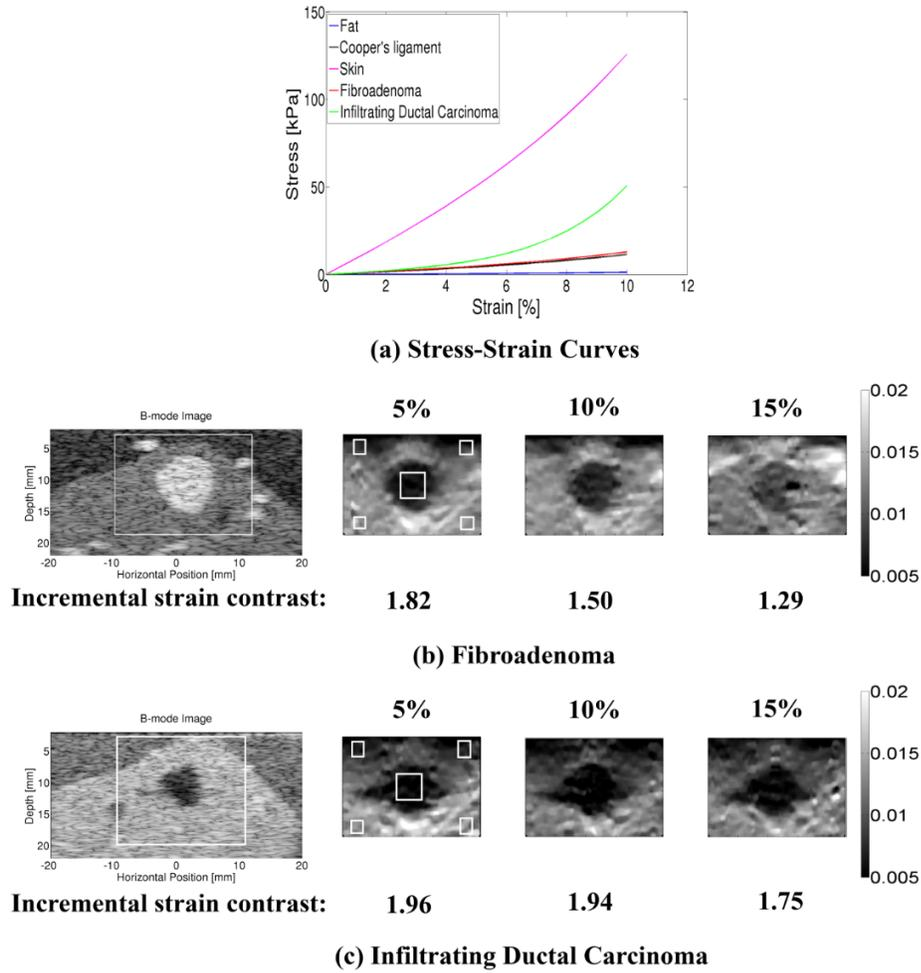 150
100
50
0
Stress [kPa]
Fat
Cooper's ligament
Skin
Fibroadenoma
Infiltrating Ductal Carcinoma
0 2 4 6 8 10 12
Strain [%]
(a) Stress-Strain Curves
B-mode Image
5
10
15
20
Depth [mm]
-20 -10 0 10 20
Horizontal Position [mm]
5% 10% 15%
0.02
0.015
0.01
0.005
Incremental strain contrast: 1.82 1.50 1.29
(b) Fibroadenoma
B-mode Image
5
10
15
20
Depth [mm]
-20 -10 0 10 20
Horizontal Position [mm]
5% 10% 15%
0.02
0.015
0.01
0.005
Incremental strain contrast: 1.96 1.94 1.75
(c) Infiltrating Ductal Carcinoma